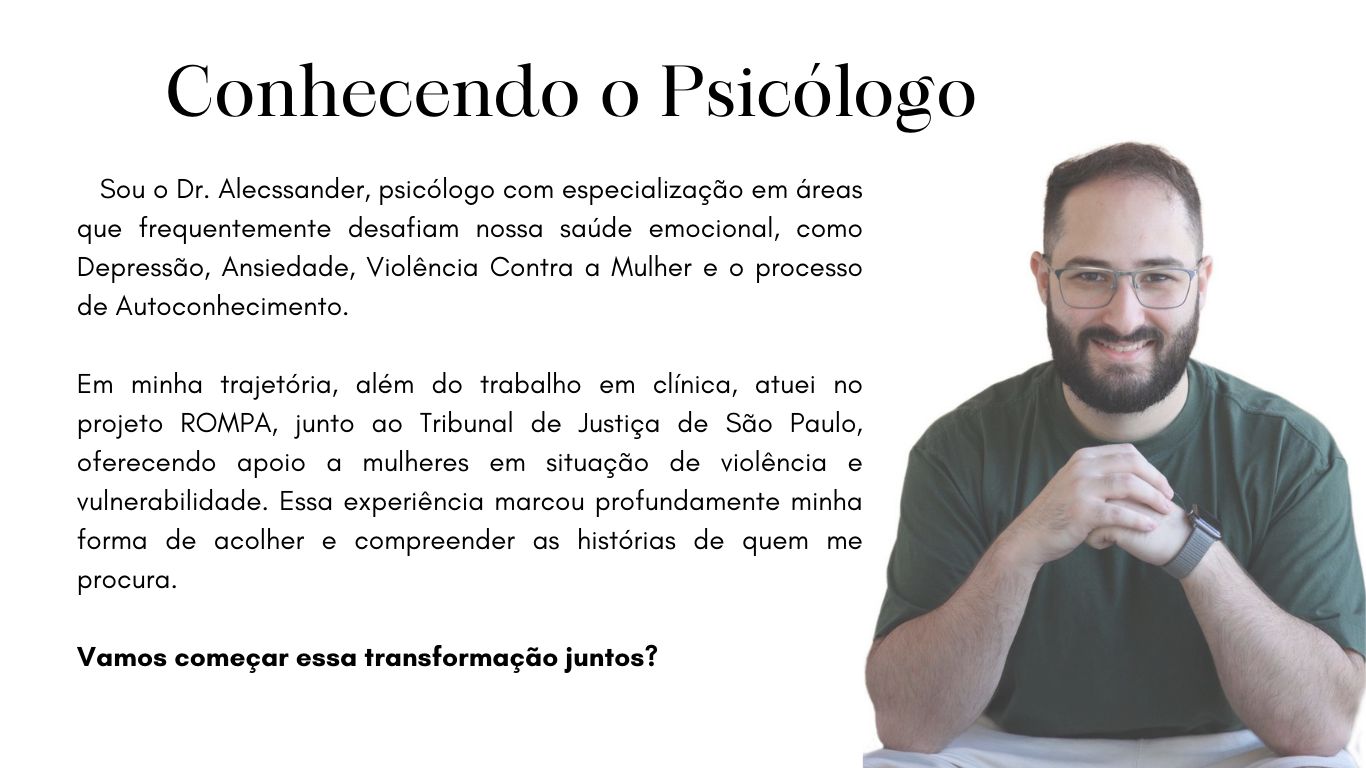 Conhecendo o Psicólogo
Sou o Dr. Alecssander, psicólogo com especialização em áreas
que frequentemente desafiam nossa saúde emocional, como
Depressão, Ansiedade, Violência Contra a Mulher e o processo
de Autoconhecimento.
Em minha trajetória, além do trabalho em clínica, atuei no
projeto ROMPA, junto ao Tribunal de Justiça de São Paulo,
oferecendo apoio a mulheres em situação de violência e
vulnerabilidade. Essa experiência marcou profundamente minha
forma de acolher e compreender as histórias de quem me
procura.
Vamos começar essa transformação juntos?